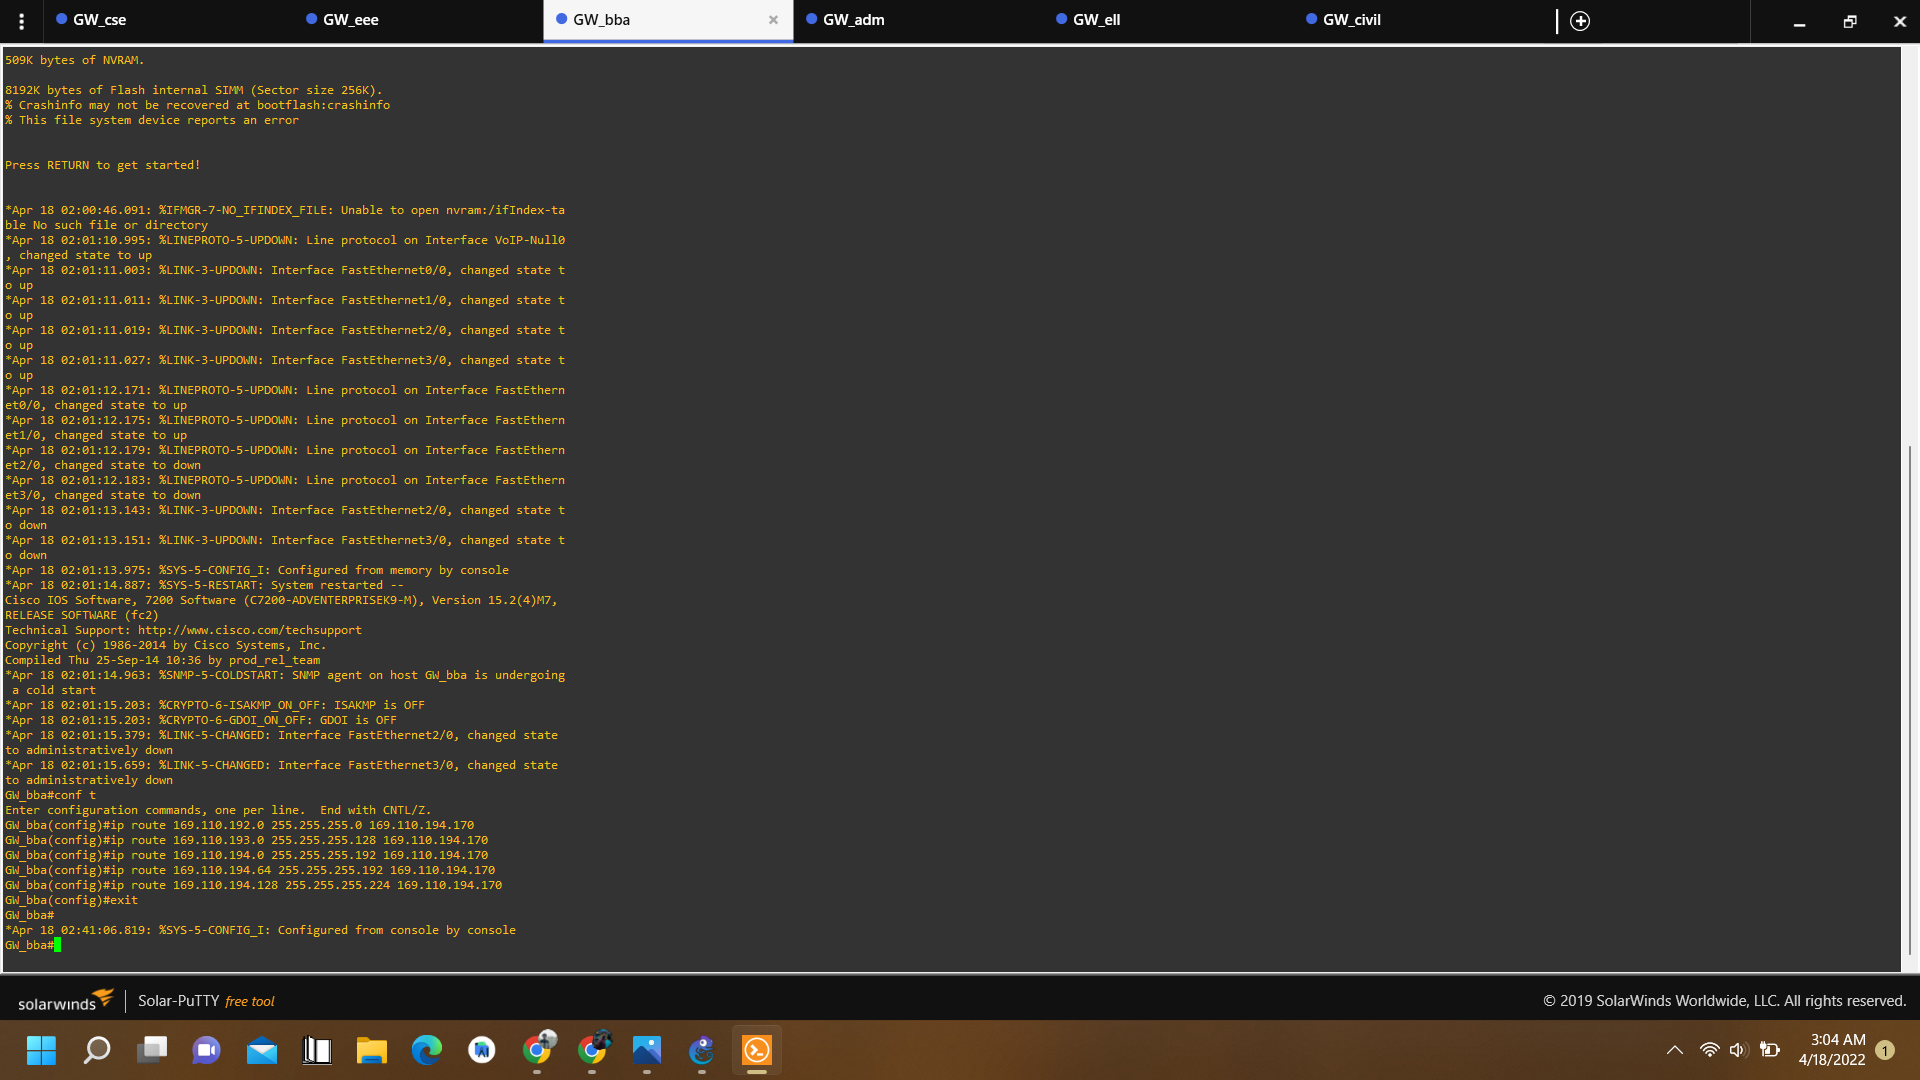 GW_cse
GW_eee
GW_bba
GW_adm
GW_ell
GW_civil
509K bytes of NVRAM.
8192K bytes of Flash internal SIMM (Sector size 256K).
% Crashinfo may not be recovered at bootflash:crashinfo
% This file system device reports an error
Press RETURN to get started!
*Apr 18 02:00:46.091: %IFMGR-7-NO_IFINDEX_FILE: Unable to open nvram:/ifIndex-ta
ble No such file or directory
*Apr 18 02:01:10.995: %LINEPROTO-5-UPDOWN: Line protocol on Interface VoIP-Null0
, changed state to up
*Apr 18 02:01:11.003: %LINK-3-UPDOWN: Interface FastEthernet0/0, changed state t
o up
*Apr 18 02:01:11.011: %LINK-3-UPDOWN: Interface FastEthernet1/0, changed state t
o up
*Apr 18 02:01:11.019: %LINK-3-UPDOWN: Interface FastEthernet2/0, changed state t
o up
*Apr 18 02:01:11.027: %LINK-3-UPDOWN: Interface FastEthernet3/0, changed state t
o up
*Apr 18 02:01:12.171: %LINEPROTO-5-UPDOWN: Line protocol on Interface FastEthern
et0/0, changed state to up
*Apr 18 02:01:12.175: %LINEPROTO-5-UPDOWN: Line protocol on Interface FastEthern
et1/0, changed state to up
*Apr 18 02:01:12.179: %LINEPROTO-5-UPDOWN: Line protocol on Interface FastEthern
et2/0, changed state to down
*Apr 18 02:01:12.183: %LINEPROTO-5-UPDOWN: Line protocol on Interface FastEthern
et3/0, changed state to down
*Apr 18 02:01:13.143: %LINK-3-UPDOWN: Interface FastEthernet2/0, changed state t
o down
*Apr 18 02:01:13.151: %LINK-3-UPDOWN: Interface FastEthernet3/0, changed state t
o down
*Apr 18 02:01:13.975: %SYS-5-CONFIG_I: Configured from memory by console
*Apr 18 02:01:14.887: %SYS-5-RESTART: System restarted --
Cisco IOS Software, 7200 Software (C7200-ADVENTERPRISEK9-M), Version 15.2(4)M7,
RELEASE SOFTWARE (fc2)
Technical Support: http://www.cisco.com/techsupport
Copyright (c) 1986-2014 by Cisco Systems, Inc.
Compiled Thu 25-Sep-14 10:36 by prod_rel_team
*Apr 18 02:01:14.963: %SNMP-5-COLDSTART: SNMP agent on host GW_bba is undergoing
 a cold start
*Apr 18 02:01:15.203: %CRYPTO-6-ISAKMP_ON_OFF: ISAKMP is OFF
*Apr 18 02:01:15.203: %CRYPTO-6-GDOI_ON_OFF: GDOI is OFF
*Apr 18 02:01:15.379: %LINK-5-CHANGED: Interface FastEthernet2/0, changed state
to administratively down
*Apr 18 02:01:15.659: %LINK-5-CHANGED: Interface FastEthernet3/0, changed state
to administratively down
GW_bba#conf t
Enter configuration commands, one per line.  End with CNTL/Z.
GW_bba(config)#ip route 169.110.192.0 255.255.255.0 169.110.194.170
GW_bba(config)#ip route 169.110.193.0 255.255.255.128 169.110.194.170
GW_bba(config)#ip route 169.110.194.0 255.255.255.192 169.110.194.170
GW_bba(config)#ip route 169.110.194.64 255.255.255.192 169.110.194.170
GW_bba(config)#ip route 169.110.194.128 255.255.255.224 169.110.194.170
GW_bba(config)#exit
GW_bba#
*Apr 18 02:41:06.819: %SYS-5-CONFIG_I: Configured from console by console
GW_bba#
solarwinds
Solar-PuTTY free tool
© 2019 SolarWinds Worldwide, LLC. All rights reserved.
3:04 AM
4/18/2022
1